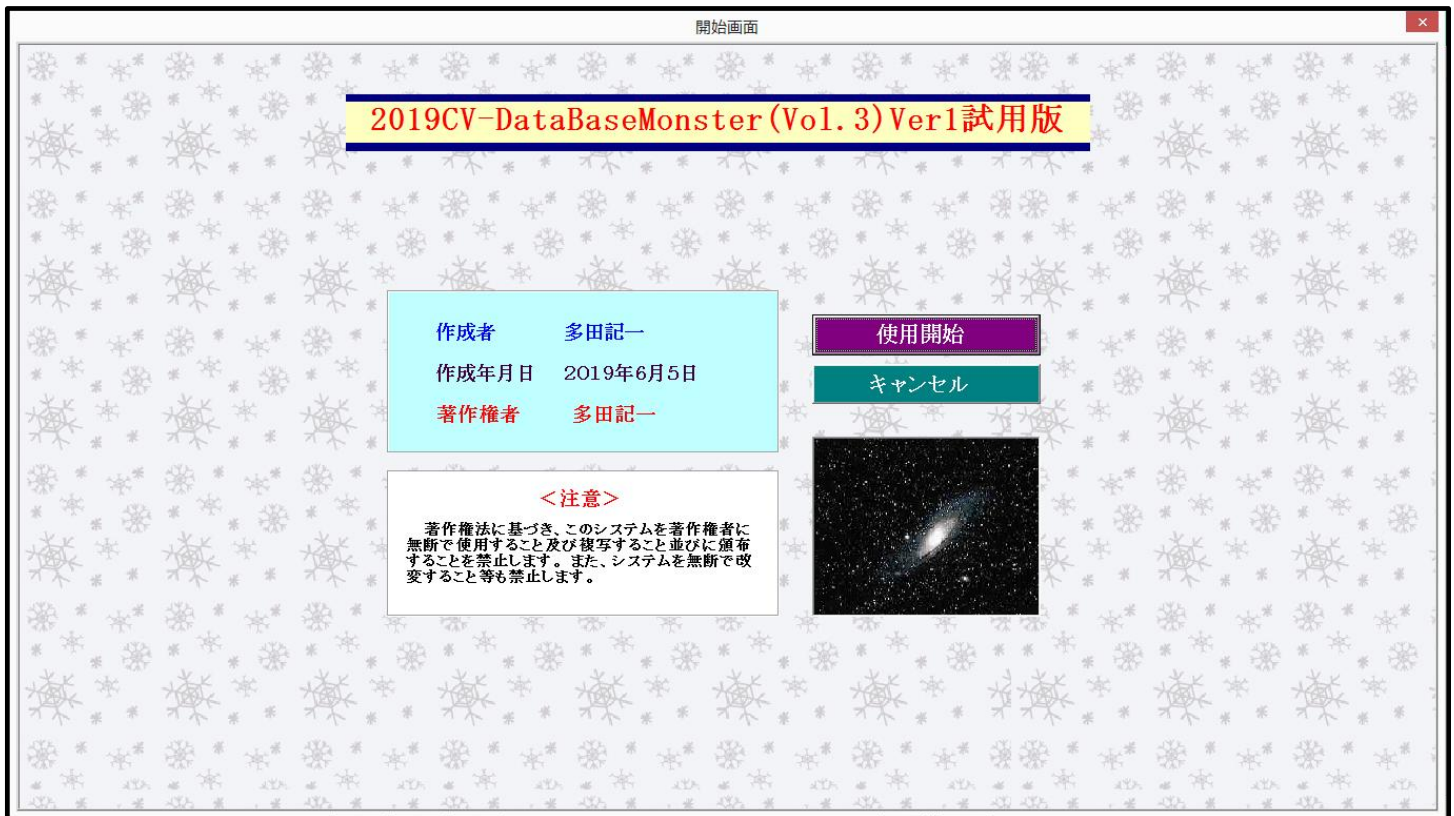 開始画面
2019CV-DataBaseMonster(Vol.3)Ver1試用版
作成者 多田記一
作成年月日 2019年6月5日
著作権者 多田記一
使用開始
キャンセル
＜注意＞
著作権法に基づき、このシステムを著作権者に
無断で使用すること及び複写すること並びに頒布
することを禁止します。また、システムを無断で改
変すること等も禁止します。